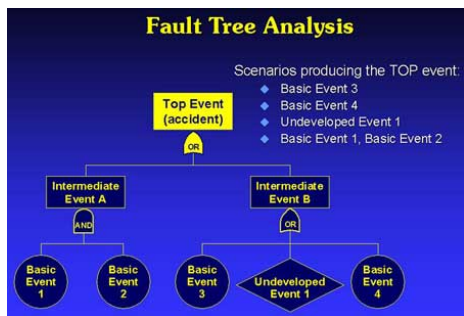 Fault Tree Analysis
Scenarios producing the TOP event:
Basic Event 3
Basic Event 4
Undeveloped Event 1
Basic Event 1, Basic Event 2
Top Event
(accident)
OR
Intermediate
Event A
Intermediate
Event B
AND
OR
Basic
Event
1
Basic
Event
2
Basic
Event
3
Undeveloped
Event 1
Basic
Event
4